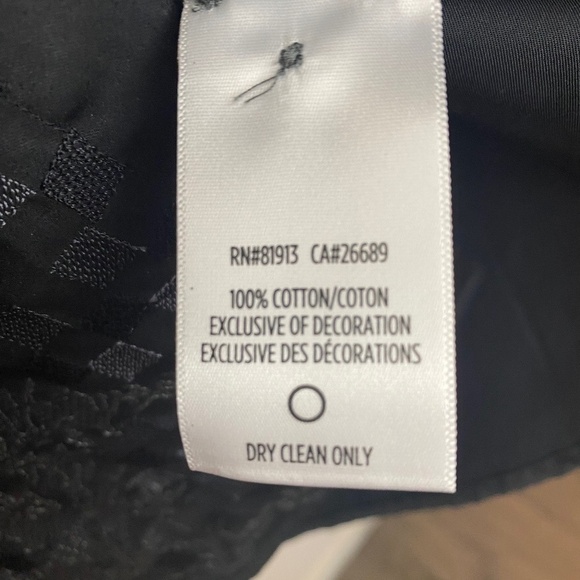 RN#81913 CA#26689
100% COTTON/COTON
EXCLUSIVE OF DECORATION
EXCLUSIVE DES DÉCORATIONS
DRY CLEAN ONLY